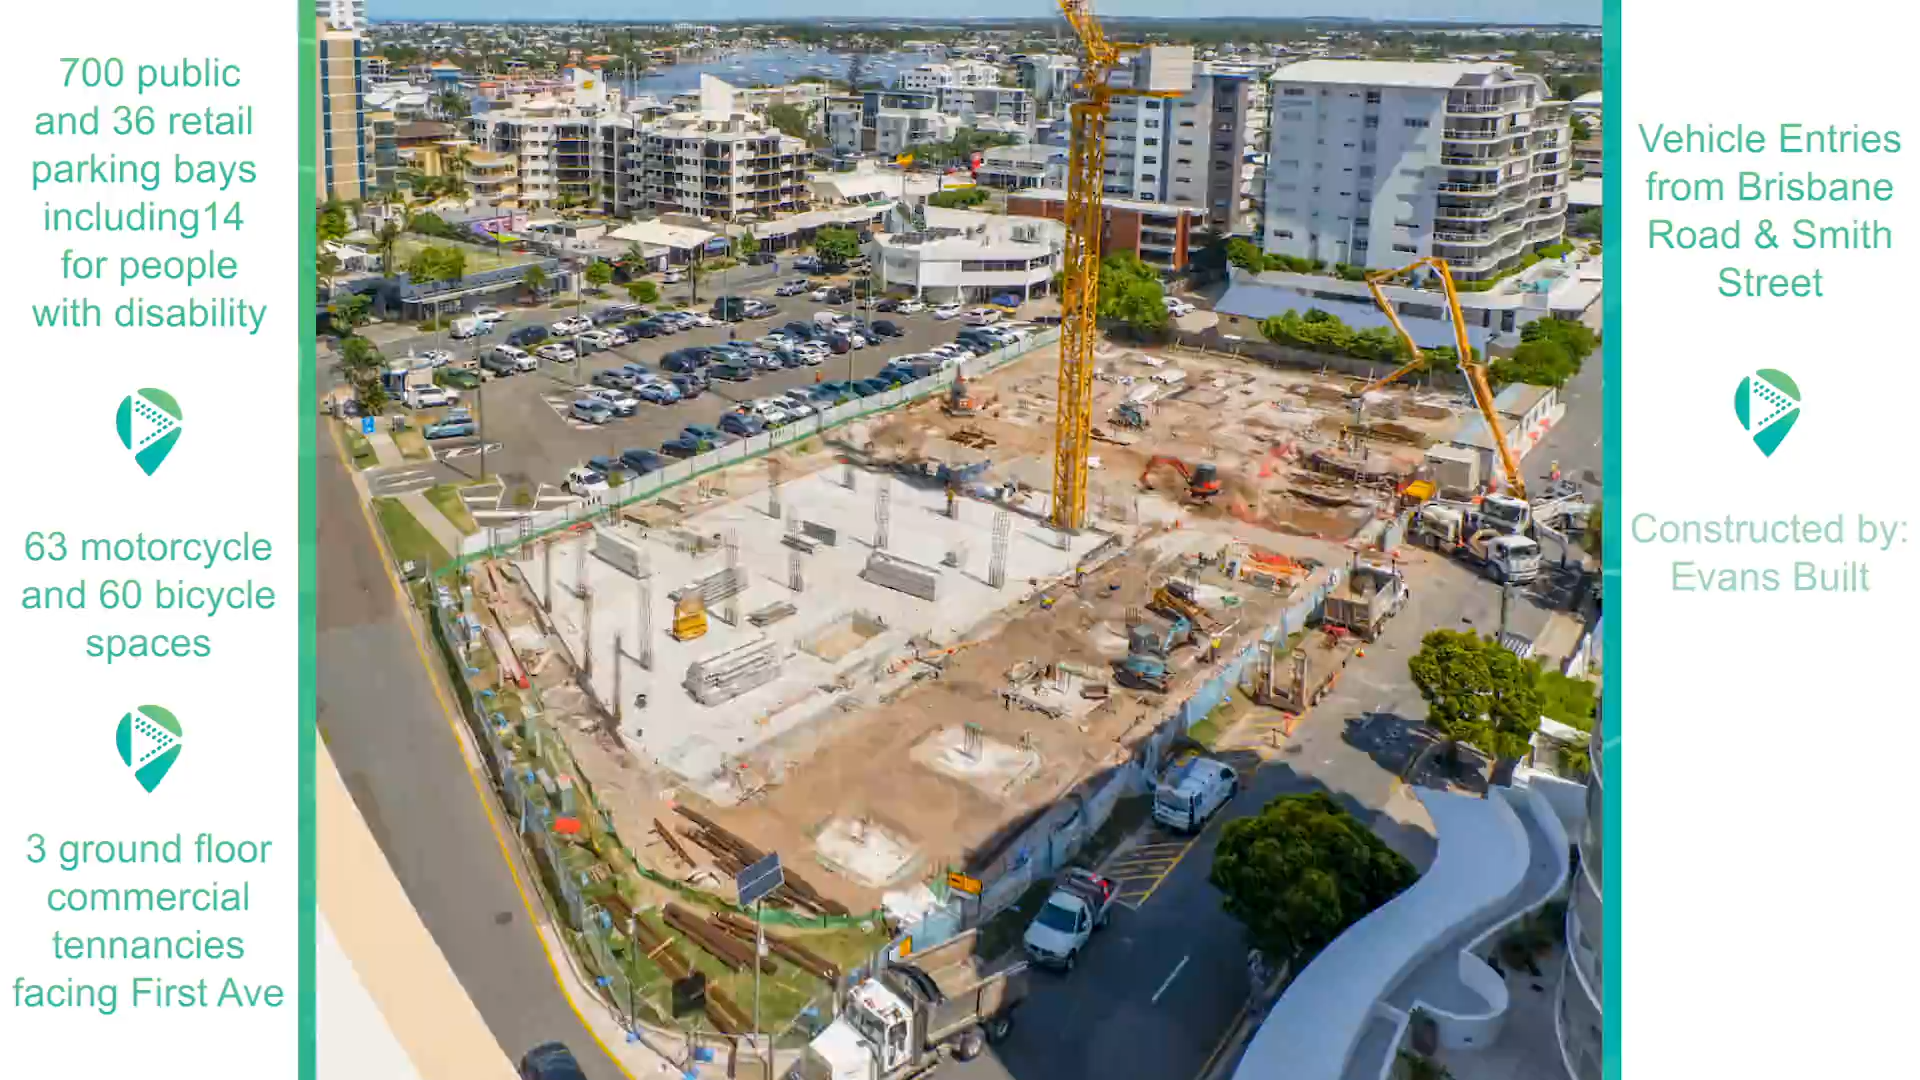 700 public
and 36 retail
parking bays
including14
for people
with disability
63 motorcycle
and 60 bicycle
spaces
3 ground floor
commercial
tennancies
facing First Ave
Vehicle Entries
from Brisbane
Road & Smith
Street
Constructed by:
Evans Built